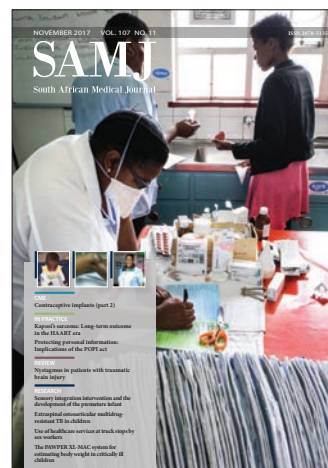 NOVEMBER 2017 VOL. 107 NO. 11
SAMJ
South African Medical Journal
CME
Contraceptive implants (part 2)
IN PRACTICE
Kaposi's sarcoma: Long-term outcome
in the HAART era
Protecting personal information:
Implications of the POPI act
REVIEW
Nystagmus in patients with traumatic
brain injury
RESEARCH
Sensory integration intervention and the
development of the premature infant
Extraspinal osteoarticular multidrug-
resistant TB in children
Use of healthcare services at truck stops by
sex workers
The PAWPER XL-MAC system for
estimating body weight in critically ill
children